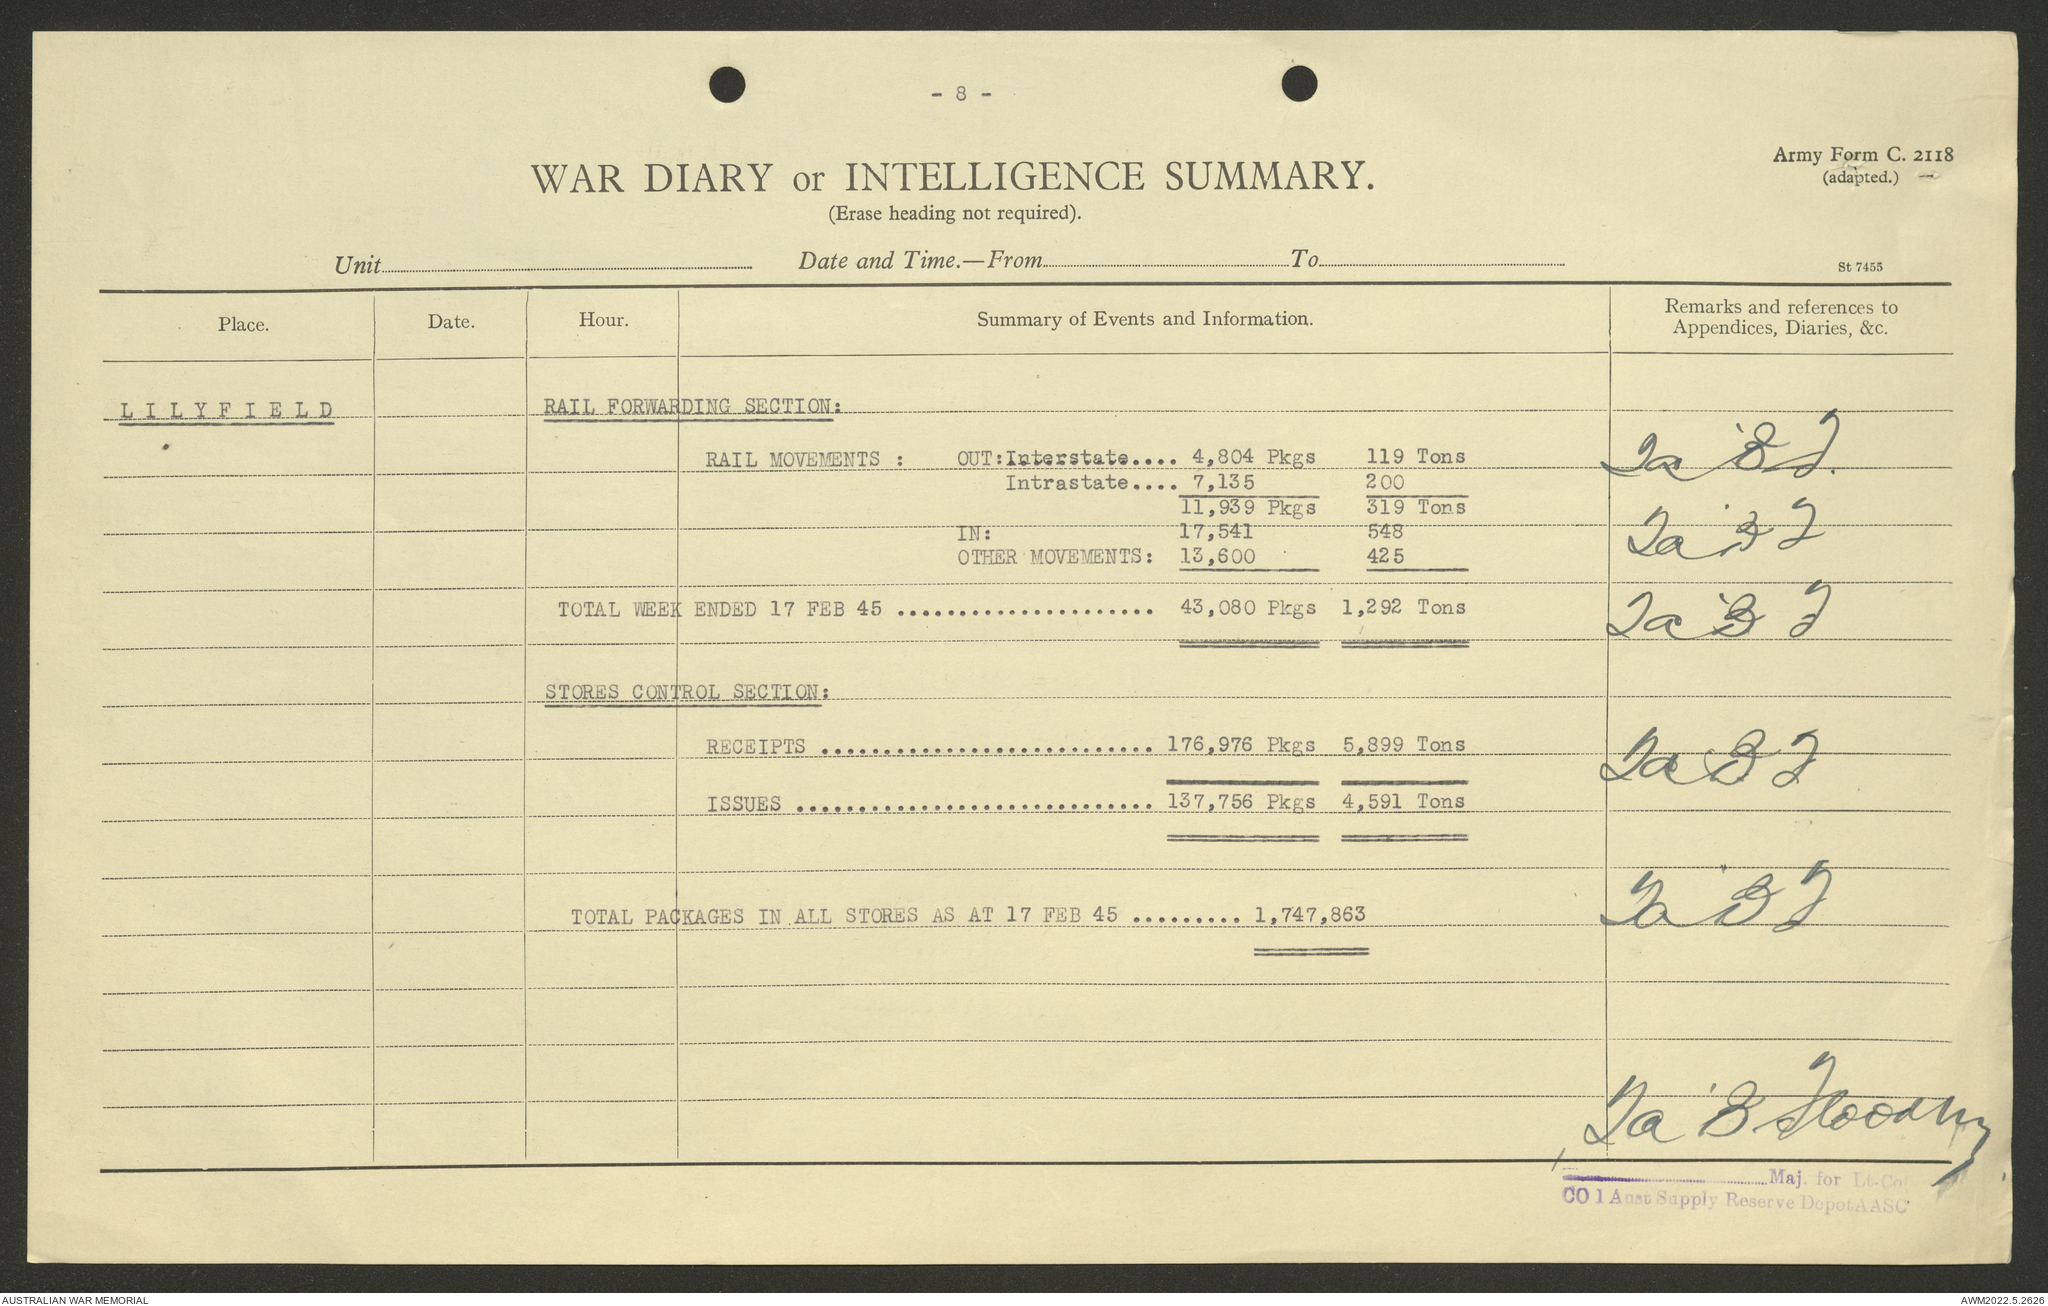 - 8 -
WAR DIARY or INTELLIGENCE SUMMARY.
(Erase heading not required).
Army Form C. 2118
(adapted.)
Unit Date and Time.—From To
St 7455
Place. Date. Hour. Summary of Events and Information. Remarks and references to Appendices, Diaries, &c.
LILYFIELD RAIL FORWARDING SECTION:
RAIL MOVEMENTS : OUT:Interstate.... 4,804 Pkgs 119 Tons
Intrastate.... 7,135 200
11,939 Pkgs 319 Tons
IN: 17,541 548
OTHER MOVEMENTS: 13,600 425
TOTAL WEEK ENDED 17 FEB 45 ..................... 43,080 Pkgs 1,292 Tons
STORES CONTROL SECTION:
RECEIPTS ........................... 176,976 Pkgs 5,899 Tons
ISSUES ............................. 137,756 Pkgs 4,591 Tons
TOTAL PACKAGES IN ALL STORES AS AT 17 FEB 45 ......... 1,747,863
Maj. for Lt-Col
CO 1 Aust Supply Reserve Depot AASC
AUSTRALIAN WAR MEMORIAL
AWM2022.5.2626